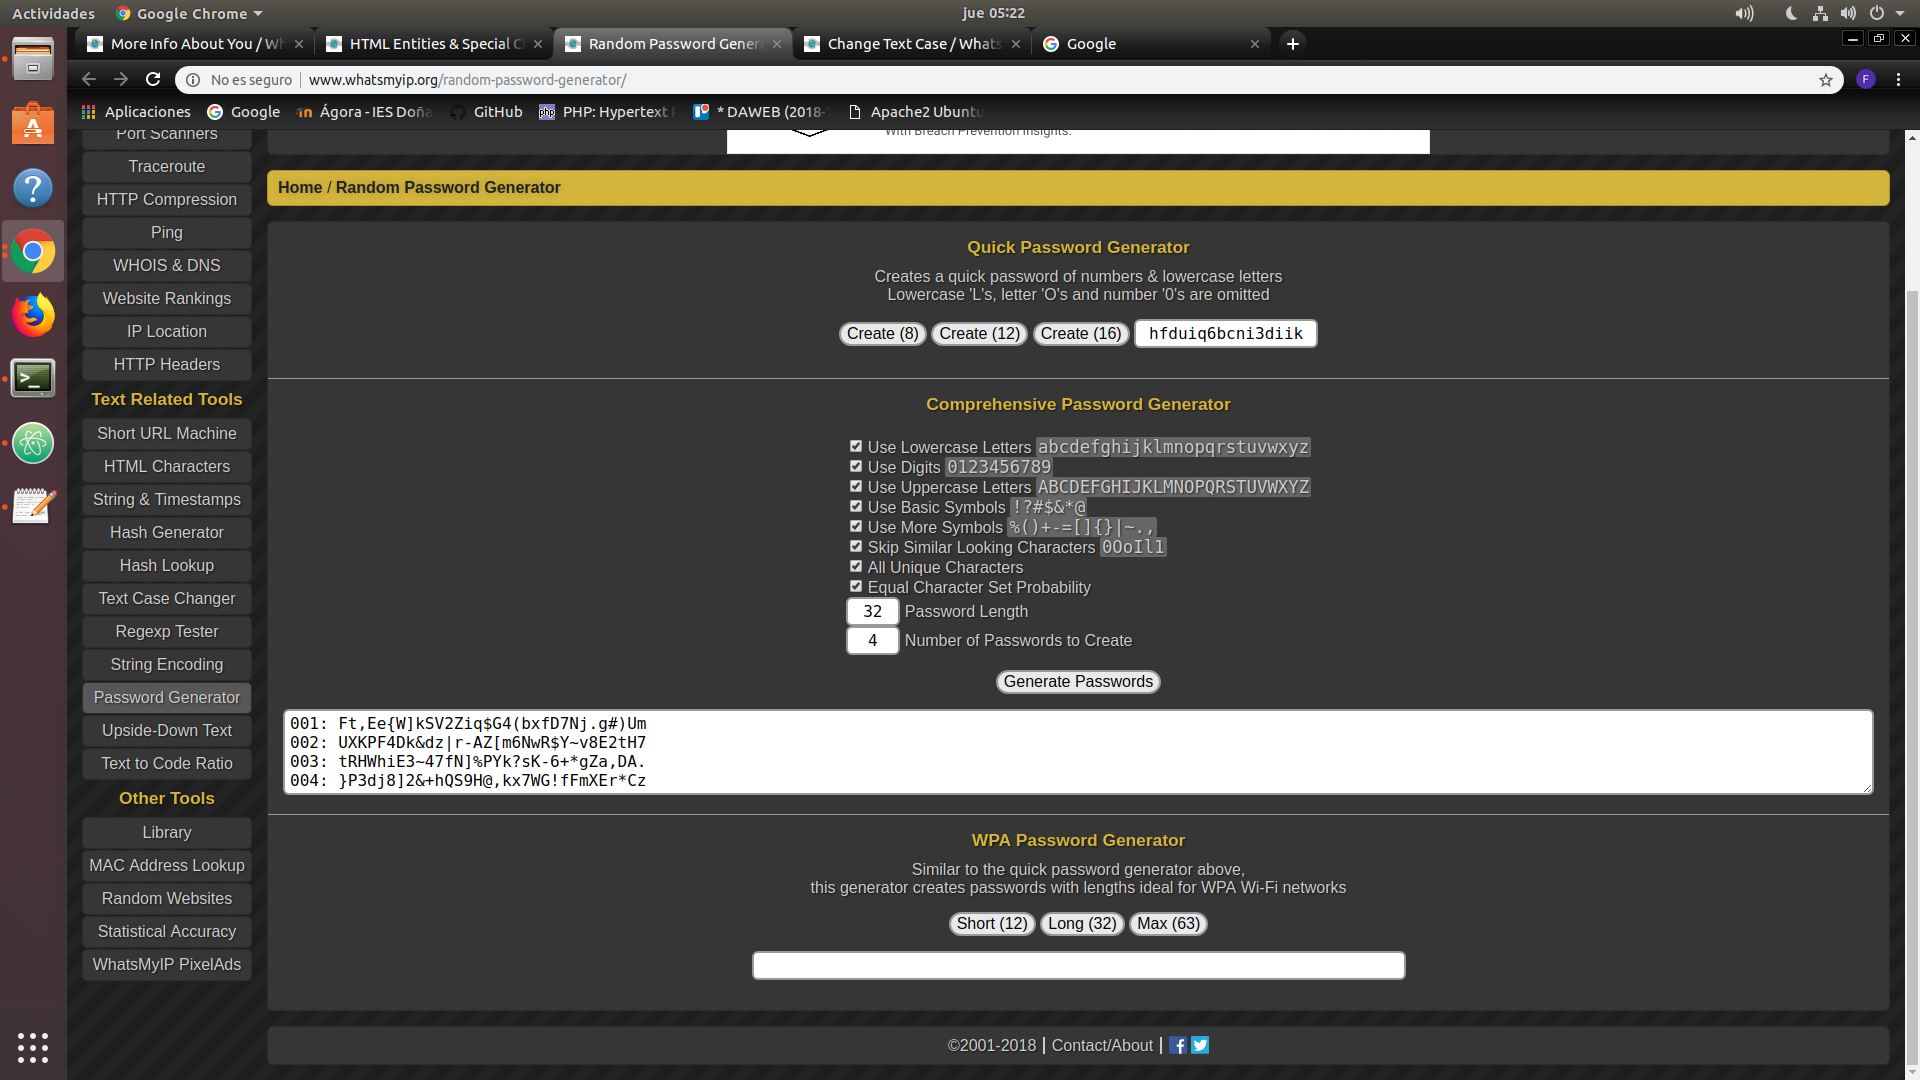 Actividades
Google Chrome
jue 05:22
More Info About You / Wh
HTML Entities & Special C
Random Password Genera
Change Text Case / Whats
Google
No es seguro
www.whatsmyip.org/random-password-generator/
F
Aplicaciones
Google
Ágora - IES Doña
GitHub
php
PHP: Hypertext P
* DAWEB (2018-1
Apache2 Ubuntu
With Breach Prevention Insights.
Port Scanners
Traceroute
HTTP Compression
Ping
WHOIS & DNS
Website Rankings
IP Location
HTTP Headers
Text Related Tools
Short URL Machine
HTML Characters
String & Timestamps
Hash Generator
Hash Lookup
Text Case Changer
Regexp Tester
String Encoding
Password Generator
Upside-Down Text
Text to Code Ratio
Other Tools
Library
MAC Address Lookup
Random Websites
Statistical Accuracy
WhatsMyIP PixelAds
Home / Random Password Generator
Quick Password Generator
Creates a quick password of numbers & lowercase letters
Lowercase 'L's, letter 'O's and number '0's are omitted
Create (8) Create (12) Create (16) hfduiq6bcni3diik
Comprehensive Password Generator
Use Lowercase Letters abcdefghijklmnopqrstuvwxyz
Use Digits 0123456789
Use Uppercase Letters ABCDEFGHIJKLMNOPQRSTUVWXYZ
Use Basic Symbols !?#$&*@
Use More Symbols %()+-=[]{}|~.,
Skip Similar Looking Characters 0OoIl1
All Unique Characters
Equal Character Set Probability
32 Password Length
4 Number of Passwords to Create
Generate Passwords
001: Ft,Ee{W]kSV2Ziq$G4(bxfD7Nj.g#)Um
002: UXKPF4Dk&dz|r-AZ[m6NwR$Y~v8E2tH7
003: tRHWhiE3~47fN]%PYk?sK-6+*gZa,DA.
004: }P3dj8]2&+hQS9H@,kx7WG!fFmXEr*Cz
WPA Password Generator
Similar to the quick password generator above,
this generator creates passwords with lengths ideal for WPA Wi-Fi networks
Short (12) Long (32) Max (63)
©2001-2018 | Contact/About |